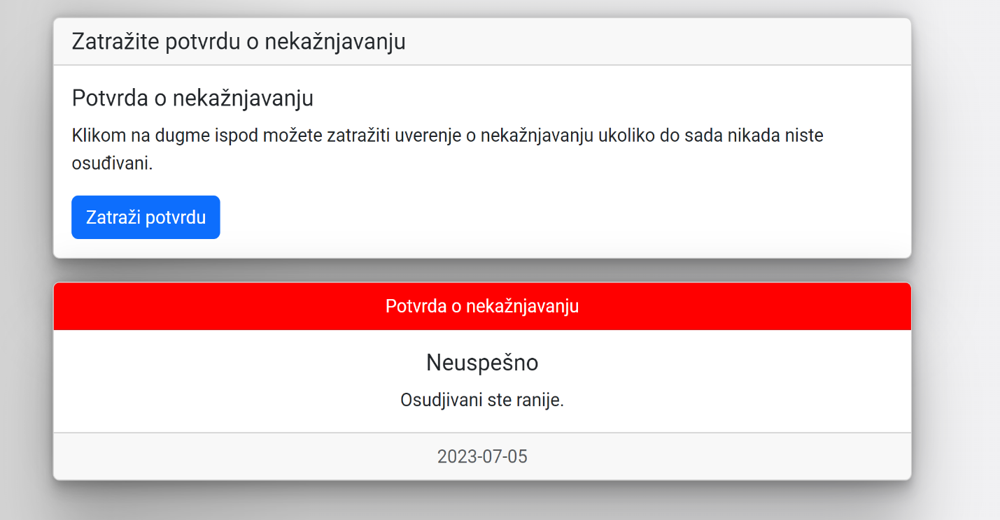 Zatražite potvrdu o nekažnjavanju
Potvrda o nekažnjavanju
Klikom na dugme ispod možete zatražiti uverenje o nekažnjavanju ukoliko do sada nikada niste
osuđivani.
Zatraži potvrdu
Potvrda o nekažnjavanju
Neuspešno
Osudjivani ste ranije.
2023-07-05